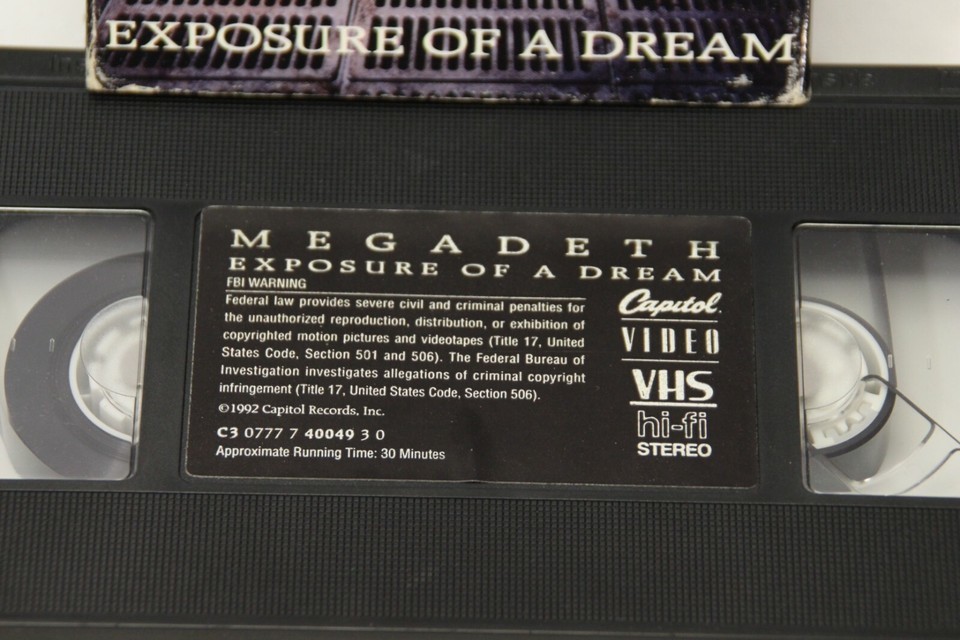 EXPOSURE OF A DREAM
MEGADETH
EXPOSURE OF A DREAM
FBI WARNING
Federal law provides severe civil and criminal penalties for
the unauthorized reproduction, distribution, or exhibition of
copyrighted motion pictures and videotapes (Title 17, United
States Code, Section 501 and 506). The Federal Bureau of
Investigation investigates allegations of criminal copyright
infringement (Title 17, United States Code, Section 506).
©1992 Capitol Records, Inc.
C3 0777 7 40049 3 0
Approximate Running Time: 30 Minutes
Capitol.
VIDEO
VHS
hi-fi
STEREO